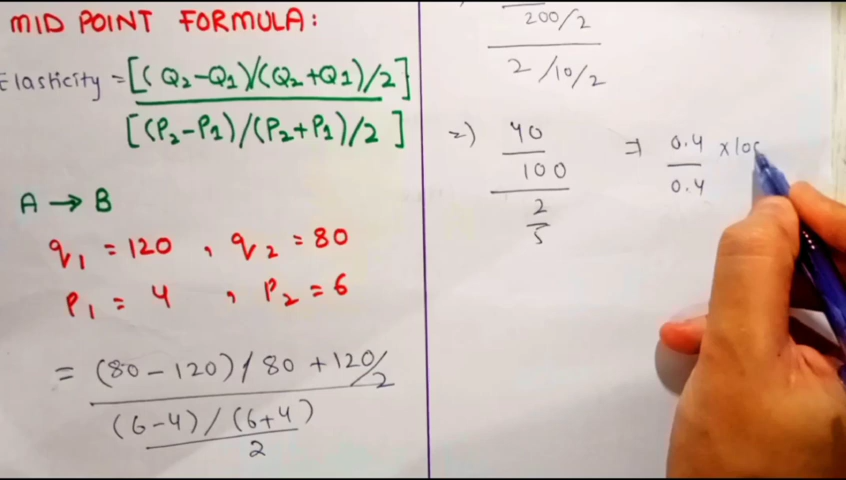 MID POINT FORMULA:
Elasticity = [(Q2-Q1)/(Q2+Q1)/2]
[(P2-P1)/(P2+P1)/2]
A → B
q1 = 120 , q2 = 80
P1 = 4 , P2 = 6
= (80 - 120) / 80 + 120/2
(6-4) / (6+4)
2
200/2
2/10/2
=) 40
100
2
5
⇒ 0.4 x 10
0.4